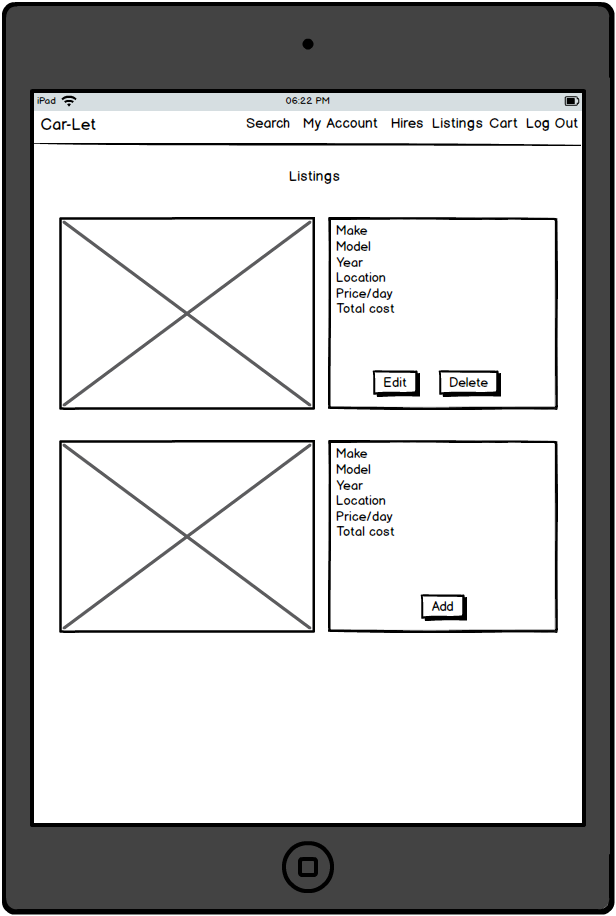 iPad 06:22 PM
Car-Let Search My Account Hires Listings Cart Log Out
Listings
Make
Model
Year
Location
Price/day
Total cost
Edit Delete
Make
Model
Year
Location
Price/day
Total cost
Add